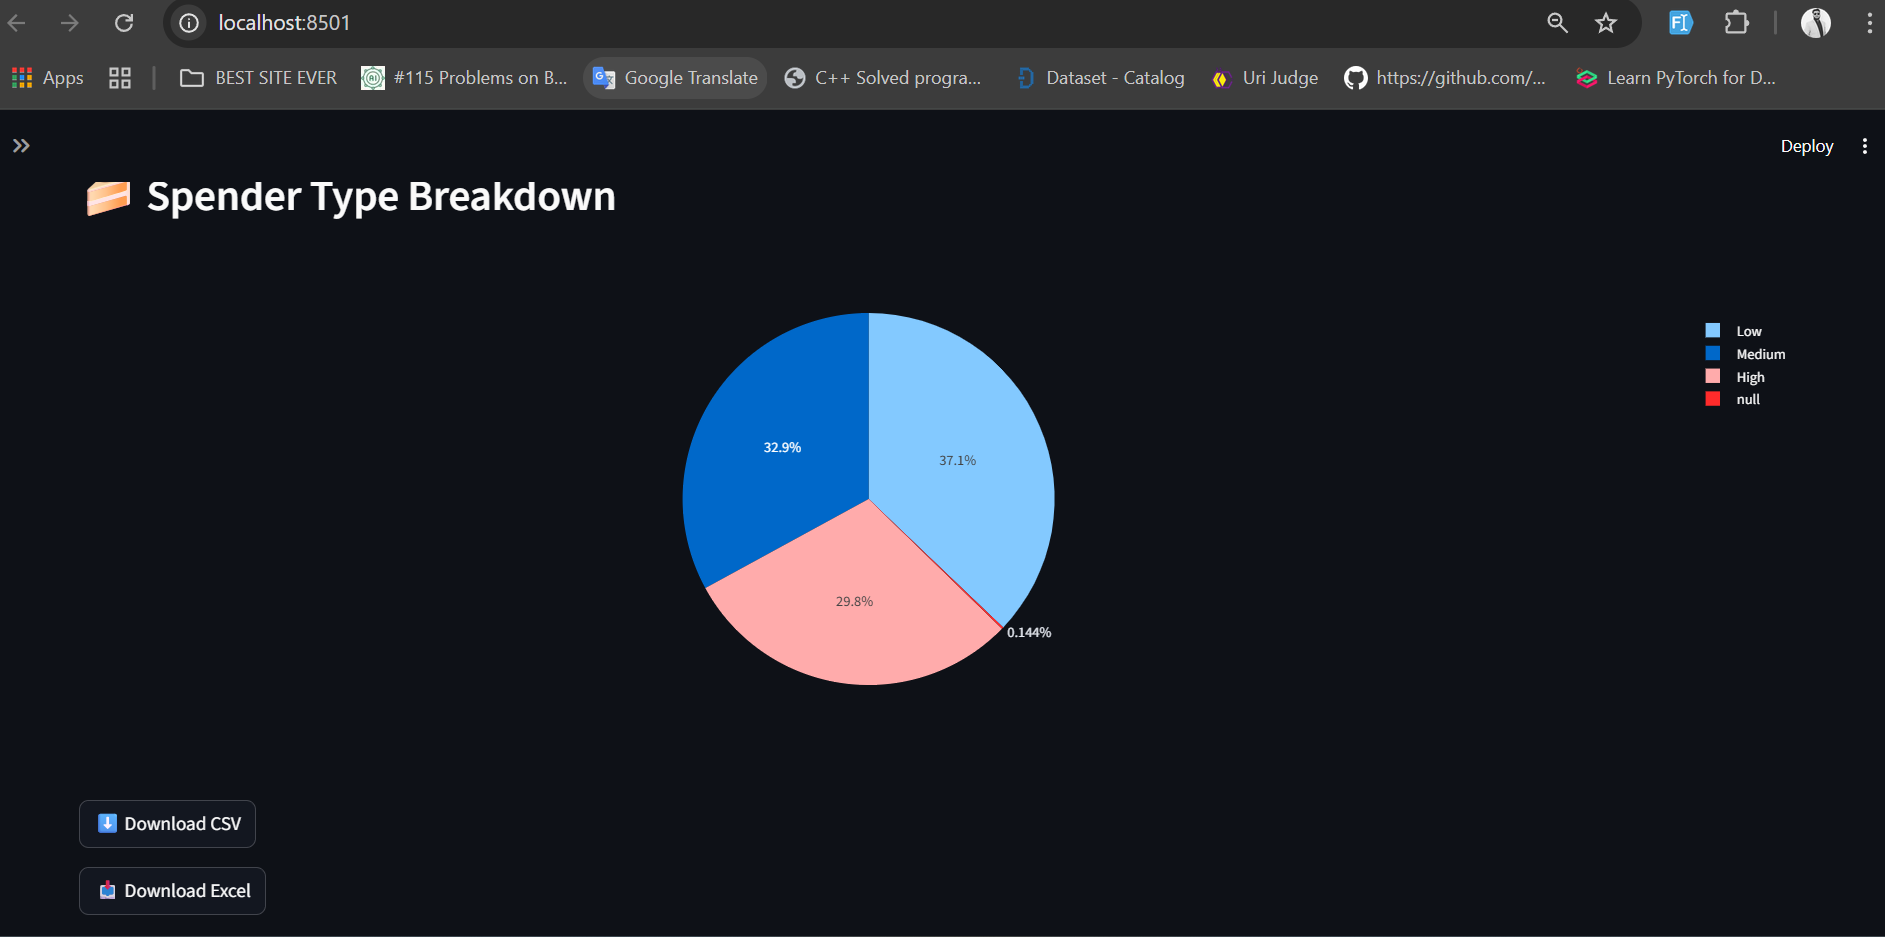 localhost:8501
Apps
BEST SITE EVER
#115 Problems on B...
Google Translate
C++ Solved progra...
Dataset - Catalog
Uri Judge
https://github.com/...
Learn PyTorch for D...
Deploy
Spender Type Breakdown
Low
Medium
High
null
32.9%
37.1%
29.8%
0.144%
Download CSV
Download Excel